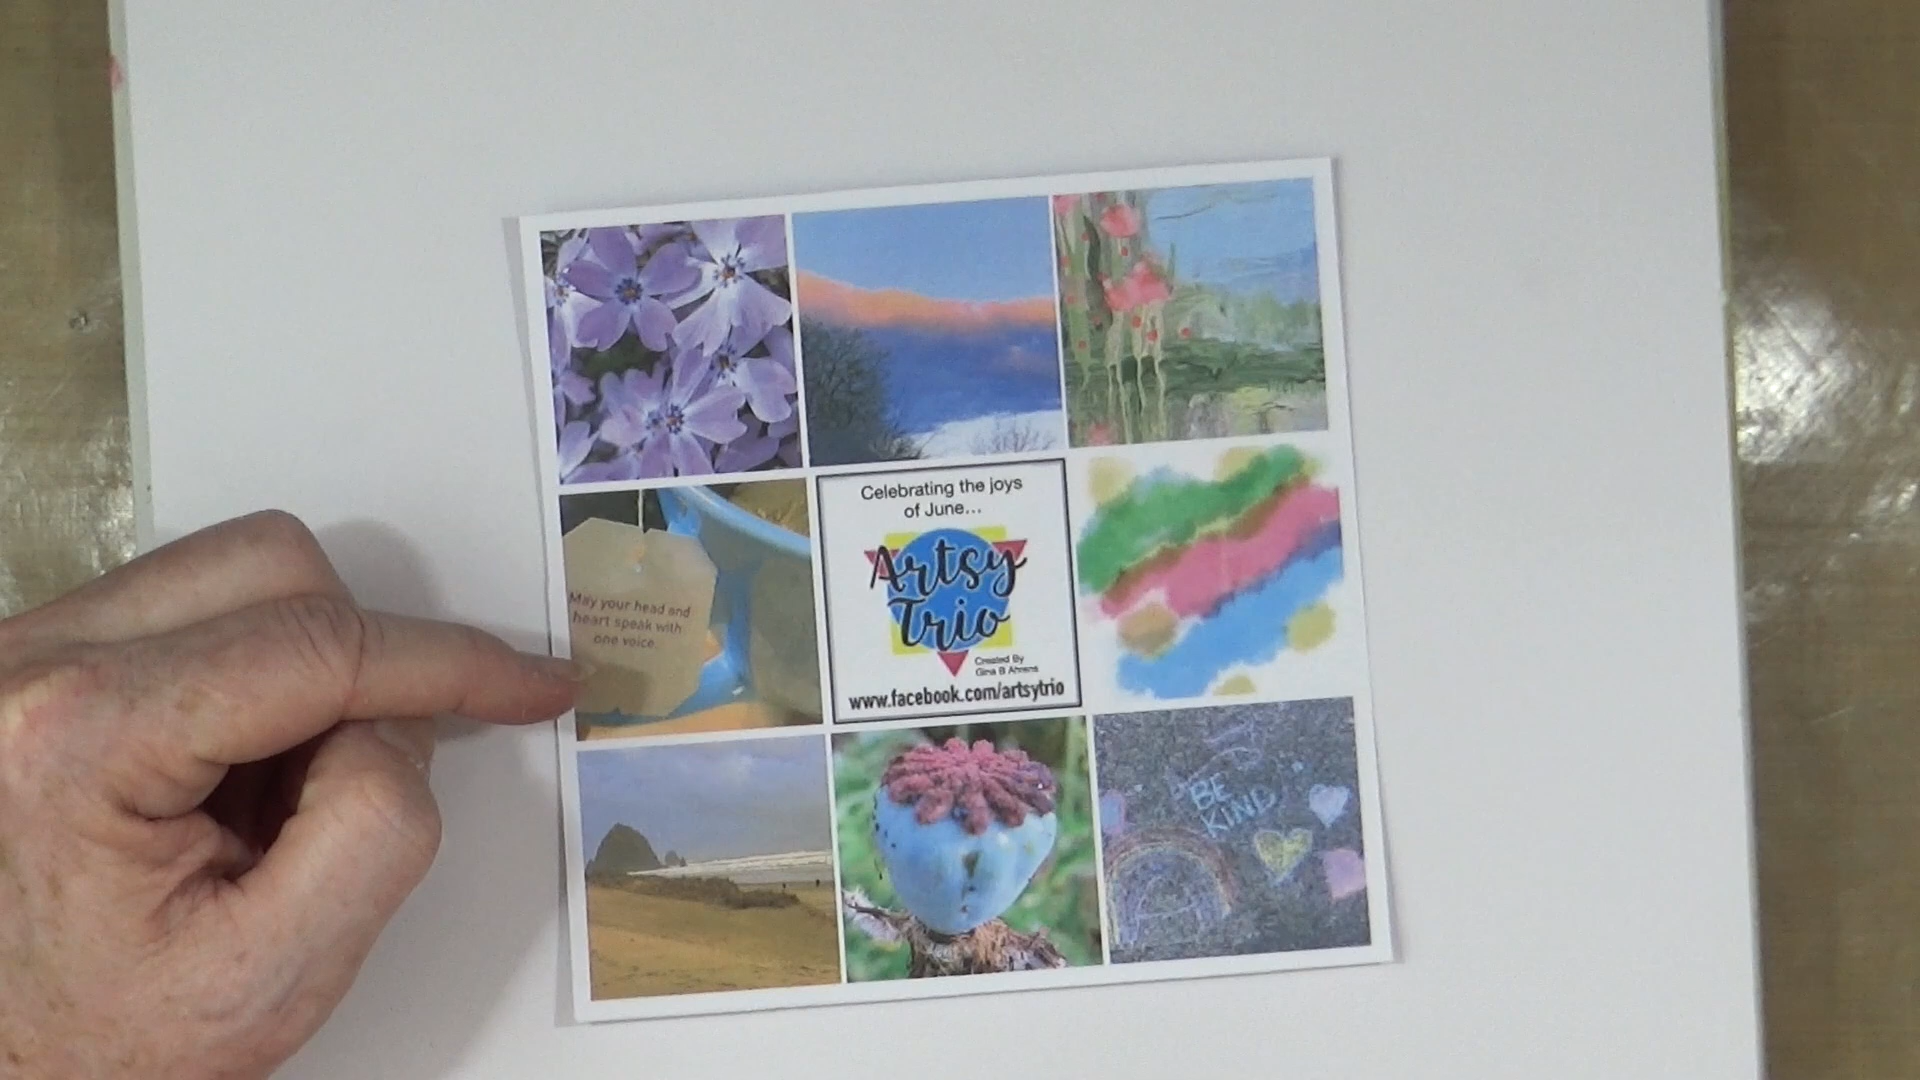 Celebrating the joys
of June...
Artsy
Trio
Created By
Gina B Ahrens
www.facebook.com/artsytrio
May your head and
heart speak with
one voice.
BE
KIND